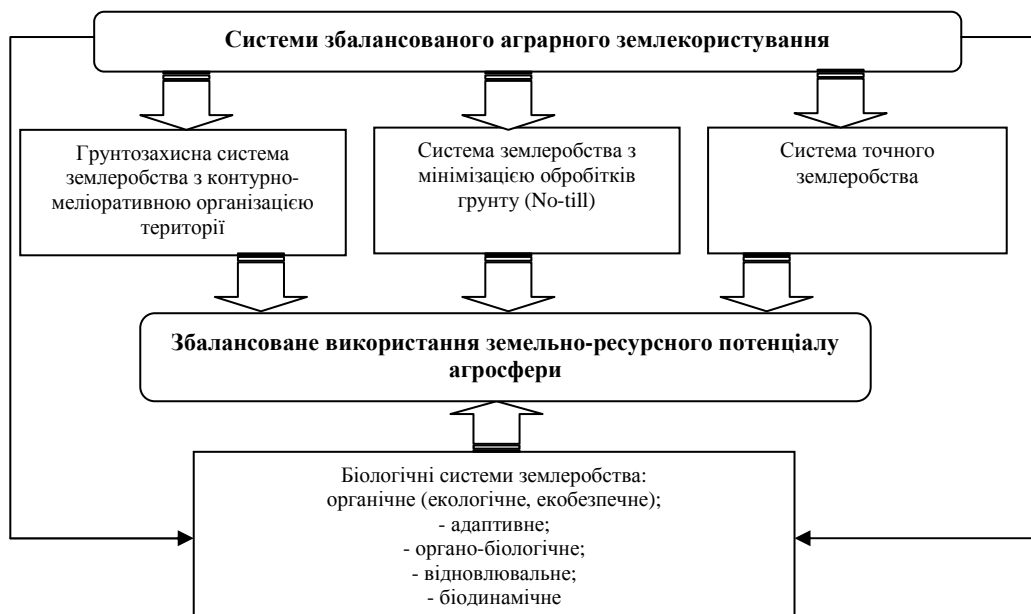 Системи збалансованого аграрного землекористування
Грунтозахисна система
землеробства з контурно-
меліоративною організацією
території
Система землеробства з
мінімізацією обробітків
грунту (No-till)
Система точного
землеробства
Збалансоване використання земельно-ресурсного потенціалу
агросфери
Біологічні системи землеробства:
органічне (екологічне, екобезпечне);
- адаптивне;
- органо-біологічне;
- відновлювальне;
- біодинамічне